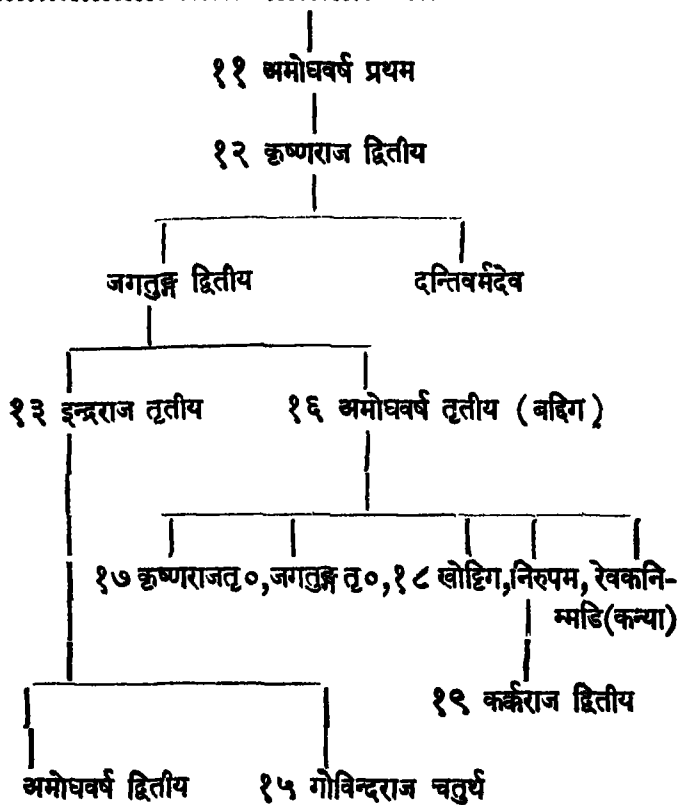 ११ अमोघवर्ष प्रथम
१२ कृष्णराज द्वितीय
जगतुङ्ग द्वितीय दन्तिवर्मदेव
१३ इन्द्रराज तृतीय १६ अमोघवर्ष तृतीय (बद्दिग)
१७ कृष्णराजतृ०,जगतुङ्ग तृ०,१८ खोट्टिग,निरुपम, रेवकनि-
म्मडि(कन्या)
१९ कर्कराज द्वितीय
अमोघवर्ष द्वितीय १५ गोविन्दराज चतुर्थ